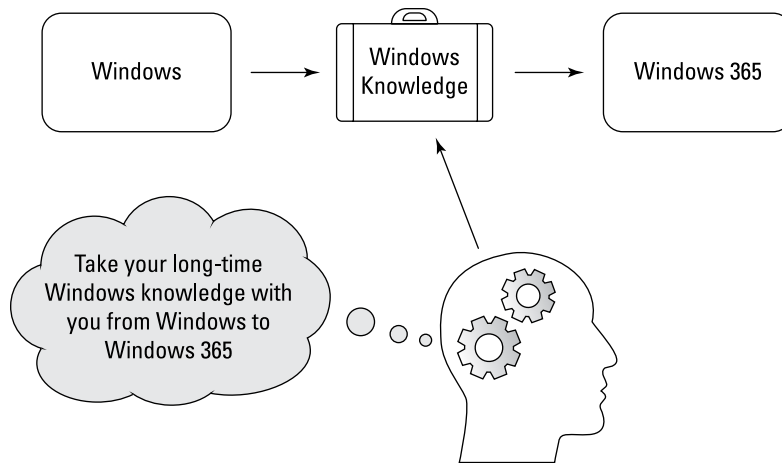 Windows
Windows
Knowledge
Windows 365
Take your long-time
Windows knowledge with
you from Windows to
Windows 365